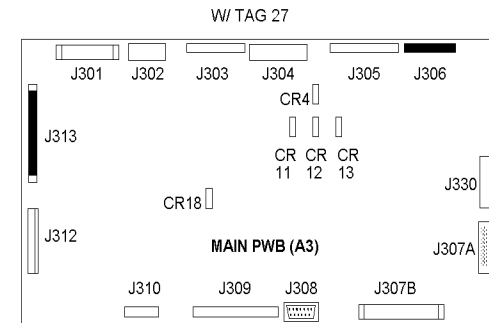 W/ TAG 27
J301 J302 J303 J304 J305 J306
CR4
J313
CR CR CR
11 12 13
J330
CR18
J312
MAIN PWB (A3)
J307A
J310 J309 J308 J307B